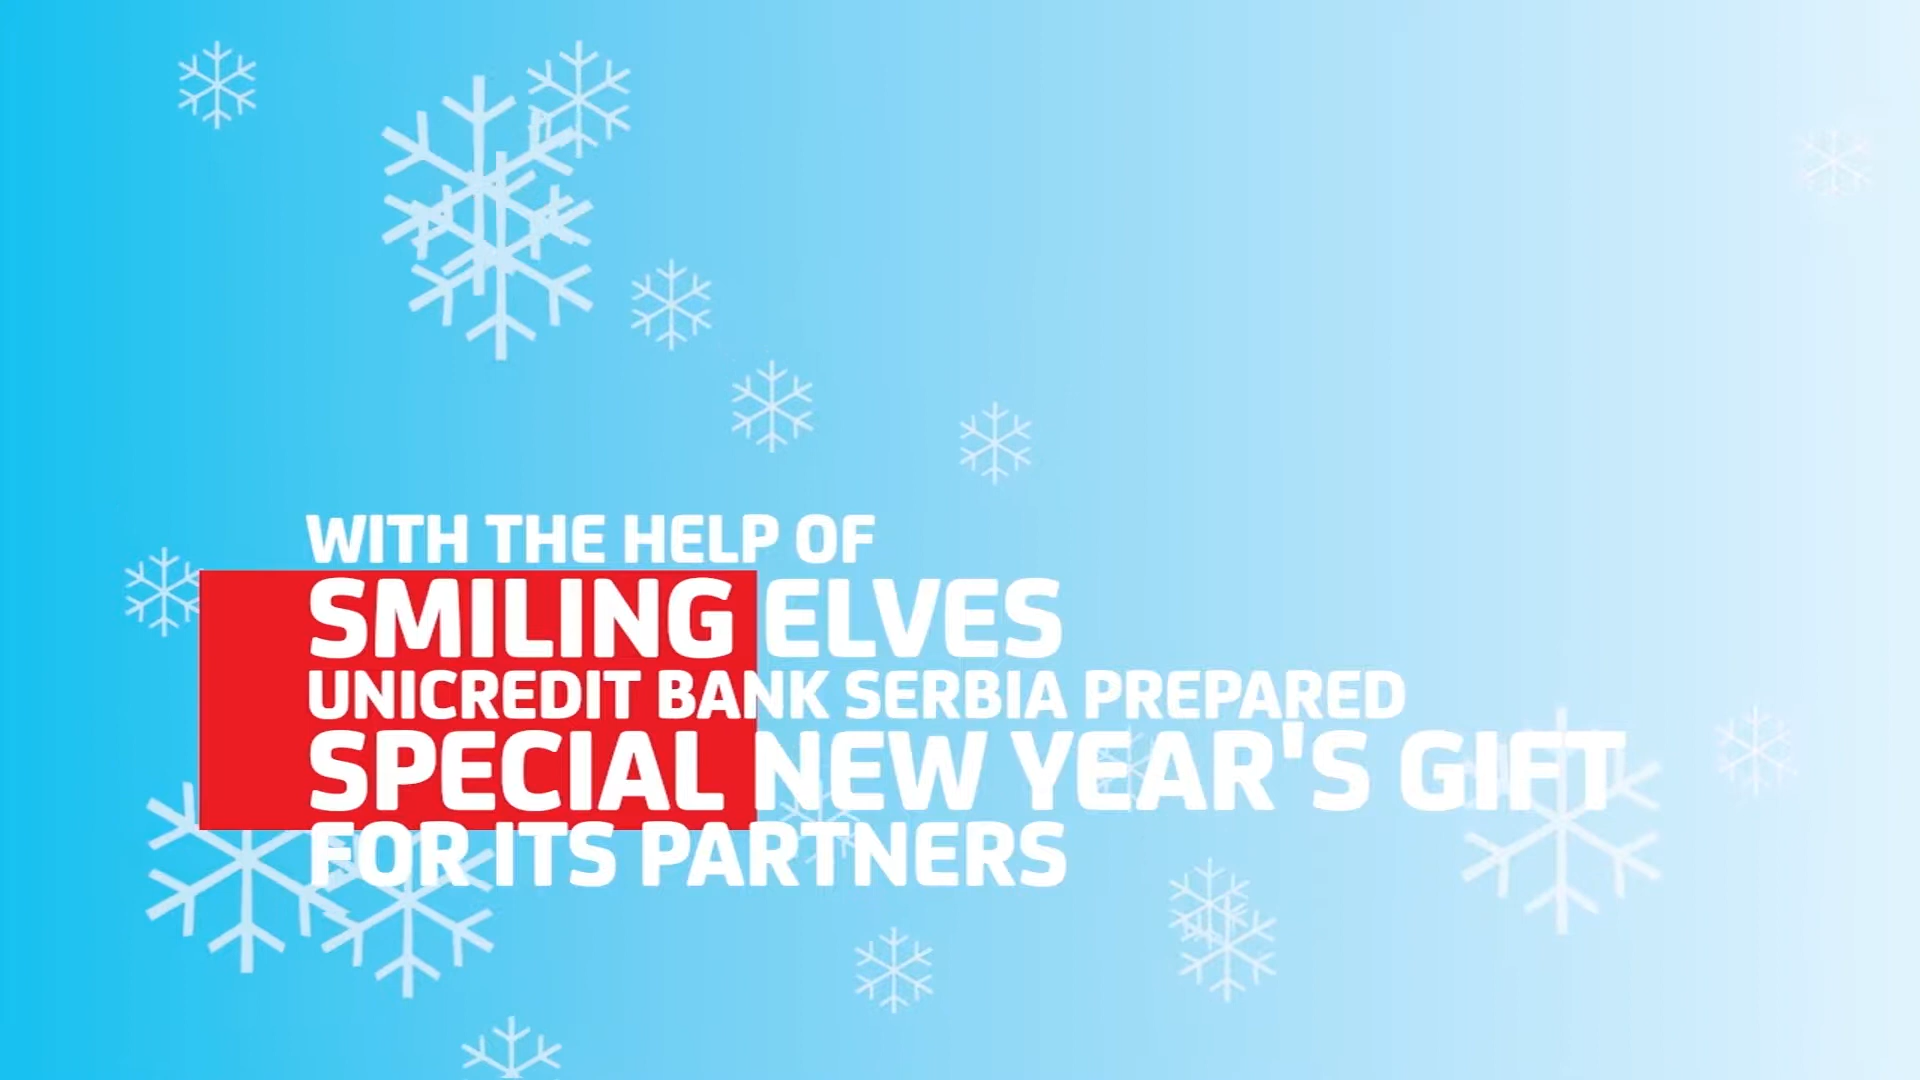 WITH THE HELP OF
SMILING ELVES
UNICREDIT BANK SERBIA PREPARED
SPECIAL NEW YEAR'S GIFT
FOR ITS PARTNERS